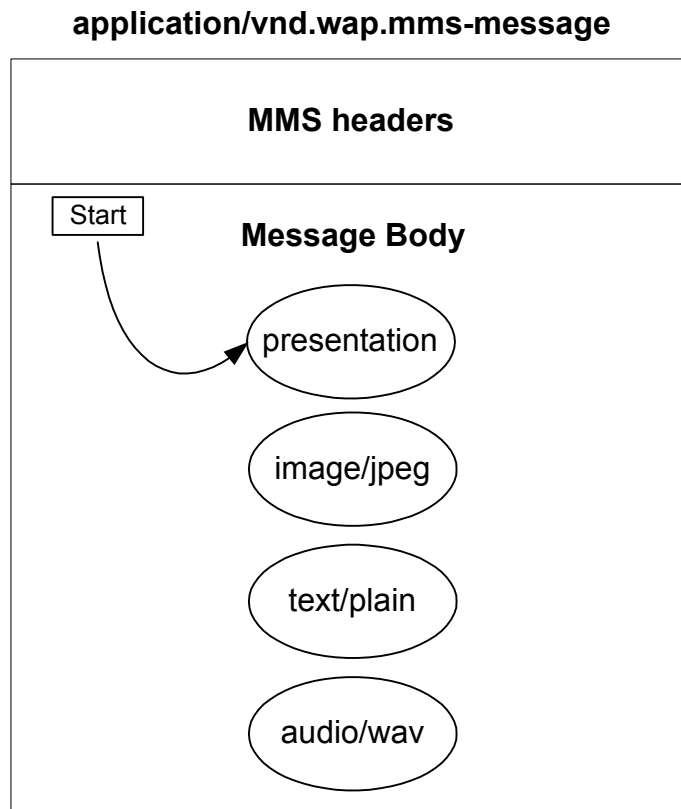 application/vnd.wap.mms-message
MMS headers
Start
Message Body
presentation
image/jpeg
text/plain
audio/wav